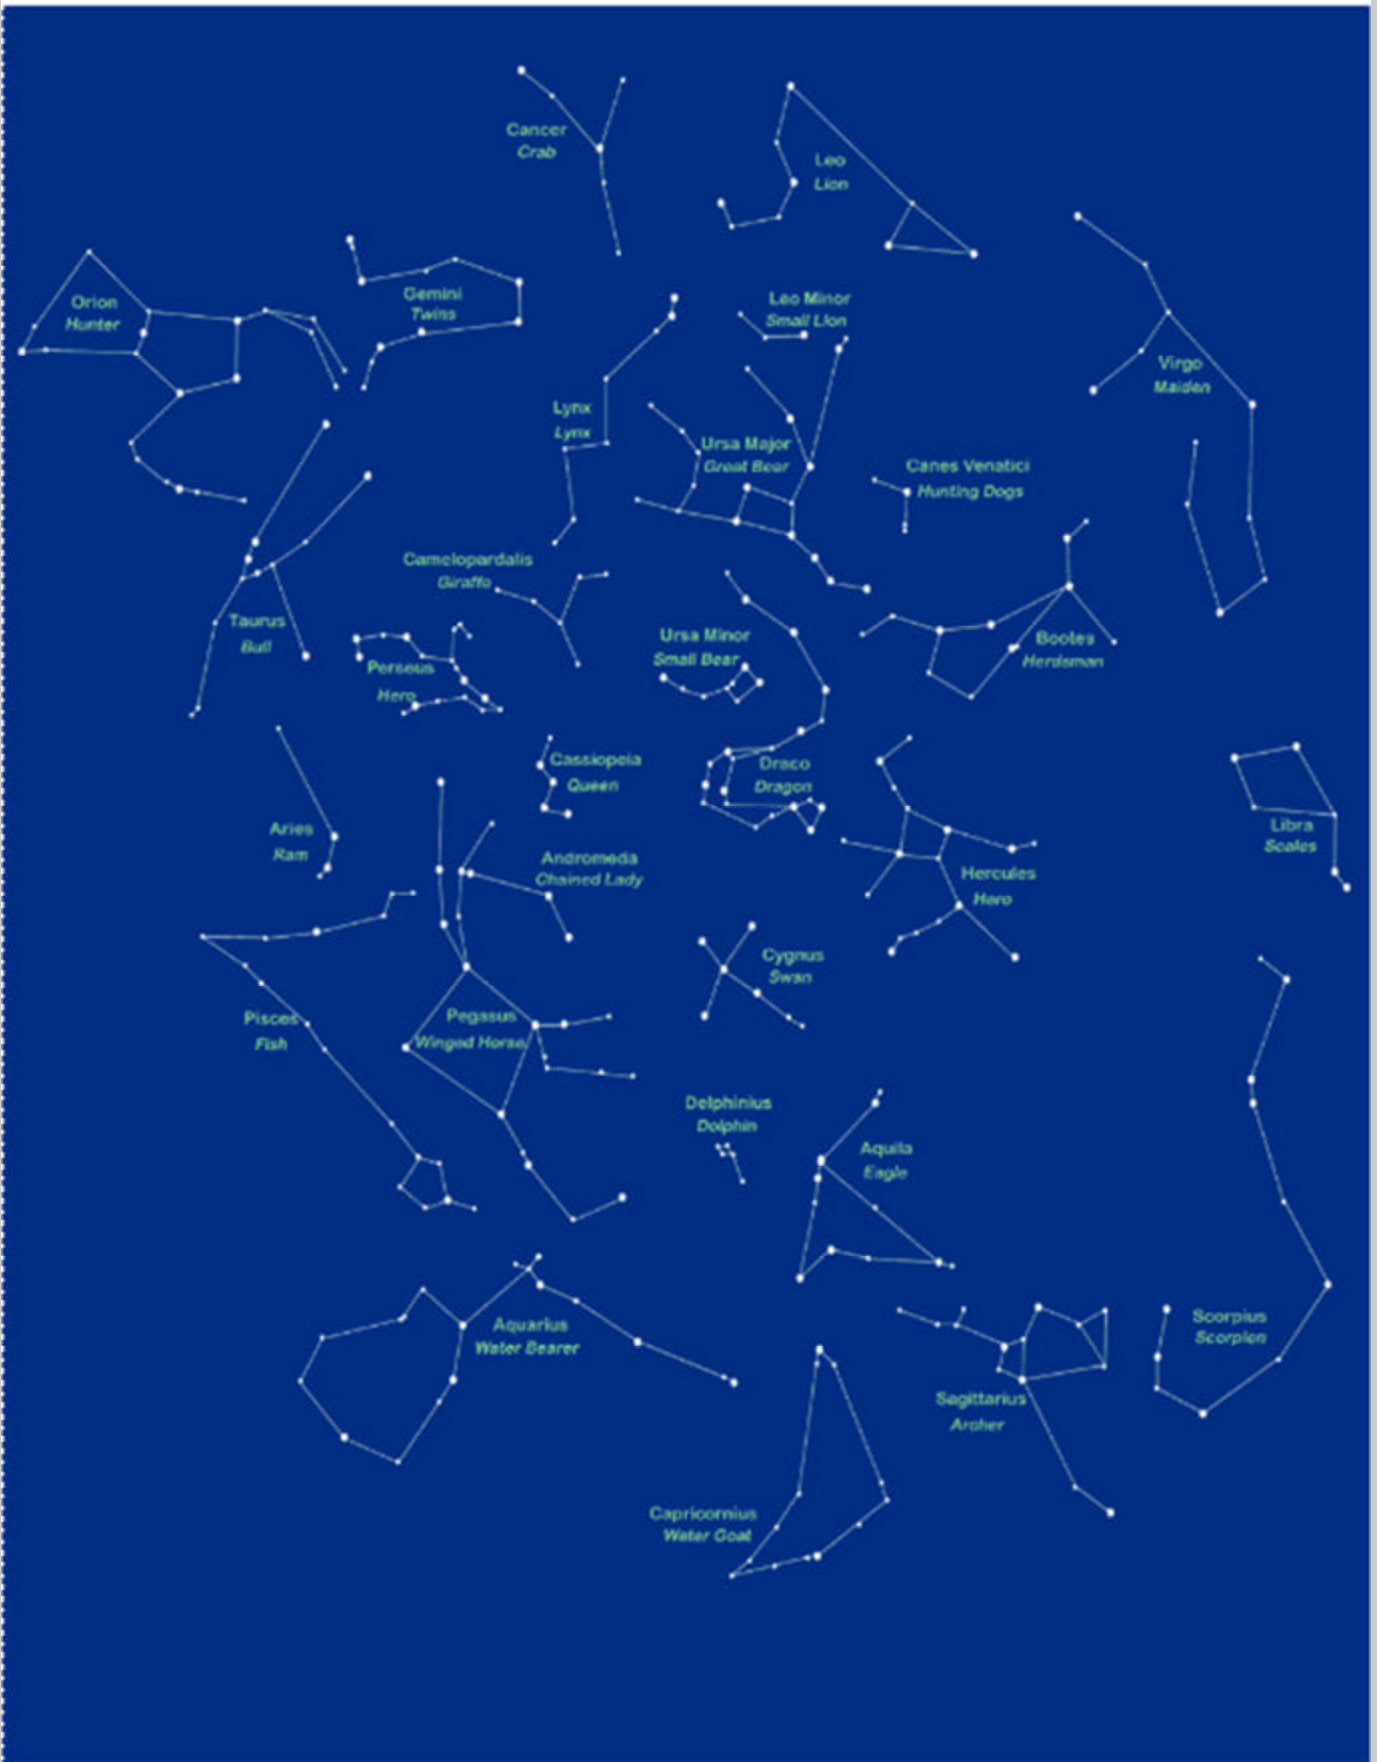 Cancer
Crab
Leo
Lion
Orion
Hunter
Gemini
Twins
Leo Minor
Small Lion
Virgo
Maiden
Lynx
Lynx
Ursa Major
Great Bear
Canes Venatici
Hunting Dogs
Camelopardalis
Giraffe
Taurus
Bull
Perseus
Hero
Ursa Minor
Small Bear
Bootes
Herdsman
Cassiopeia
Queen
Draco
Dragon
Aries
Ram
Andromeda
Chained Lady
Hercules
Hero
Libra
Scales
Cygnus
Swan
Pisces
Fish
Pegasus
Winged Horse
Delphinius
Dolphin
Aquila
Eagle
Aquarius
Water Bearer
Scorpius
Scorpion
Sagittarius
Archer
Capricornius
Water Goat